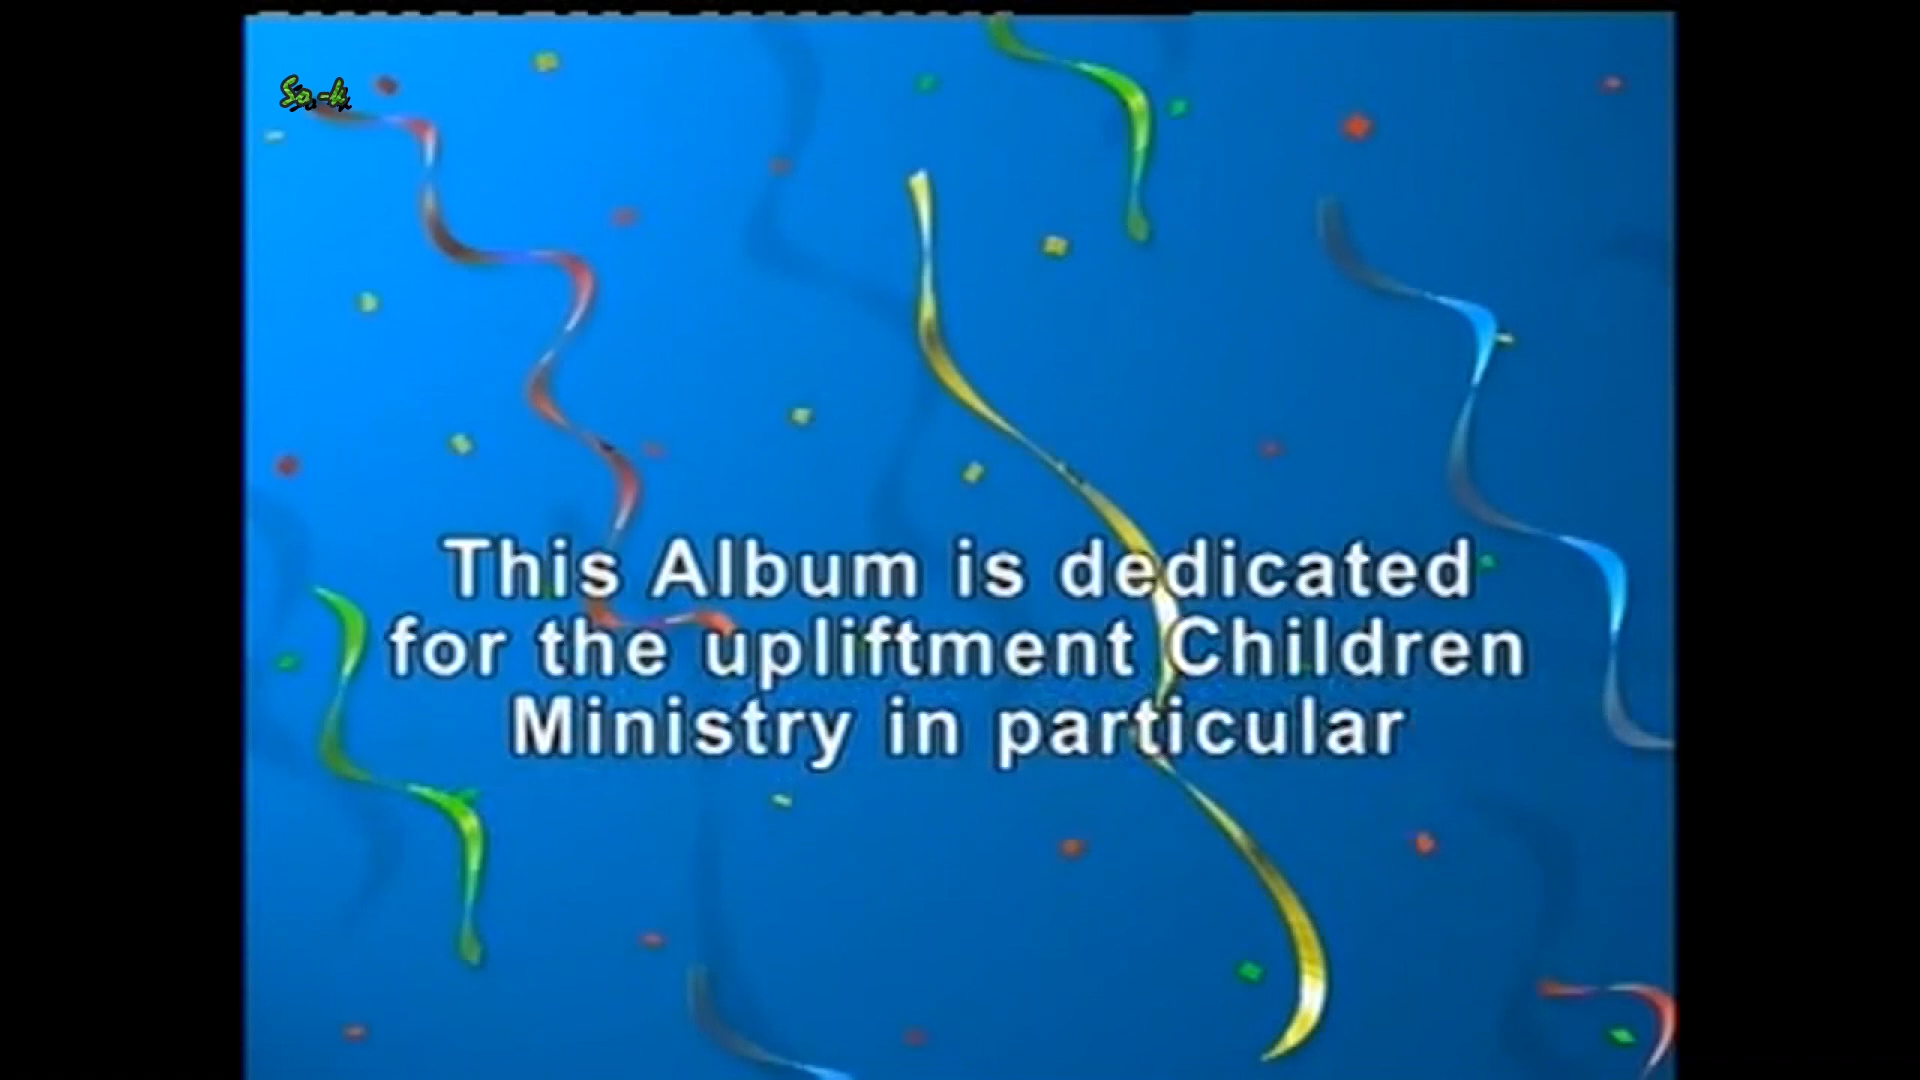 This Album is dedicated
for the upliftment Children
Ministry in particular